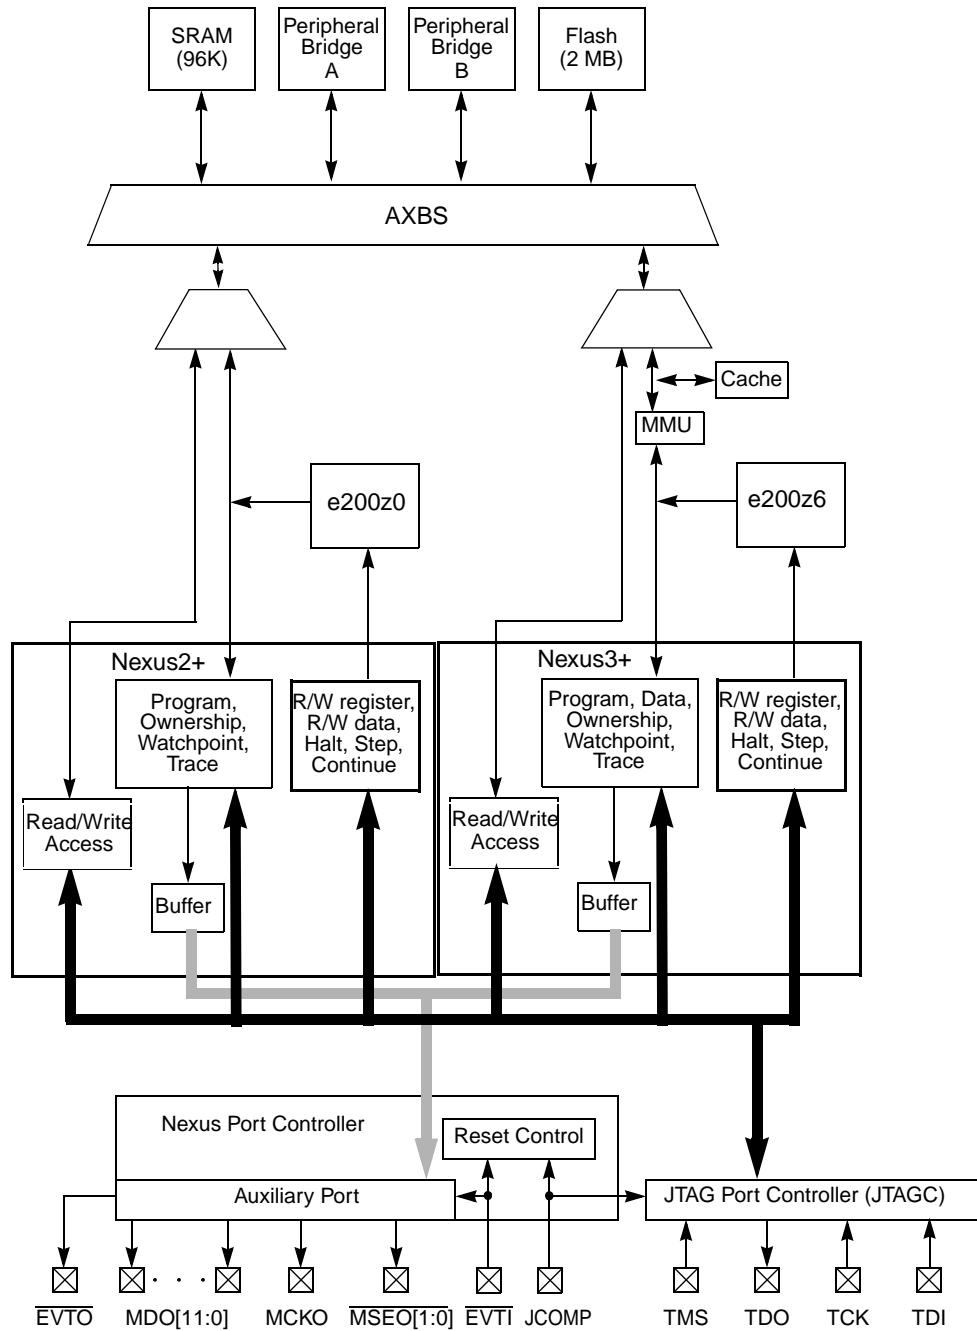 SRAM
(96K)
Peripheral
Bridge
A
Peripheral
Bridge
B
Flash
(2 MB)
AXBS
Cache
MMU
e200z0
e200z6
Nexus2+
Program,
Ownership,
Watchpoint,
Trace
R/W register,
R/W data,
Halt, Step,
Continue
Read/Write
Access
Buffer
Nexus3+
Program, Data,
Ownership,
Watchpoint,
Trace
R/W register,
R/W data,
Halt, Step,
Continue
Read/Write
Access
Buffer
Nexus Port Controller
Reset Control
Auxiliary Port
JTAG Port Controller (JTAGC)
EVTO
MDO[11:0]
MCKO
MSEO[1:0]
EVTI
JCOMP
TMS
TDO
TCK
TDI